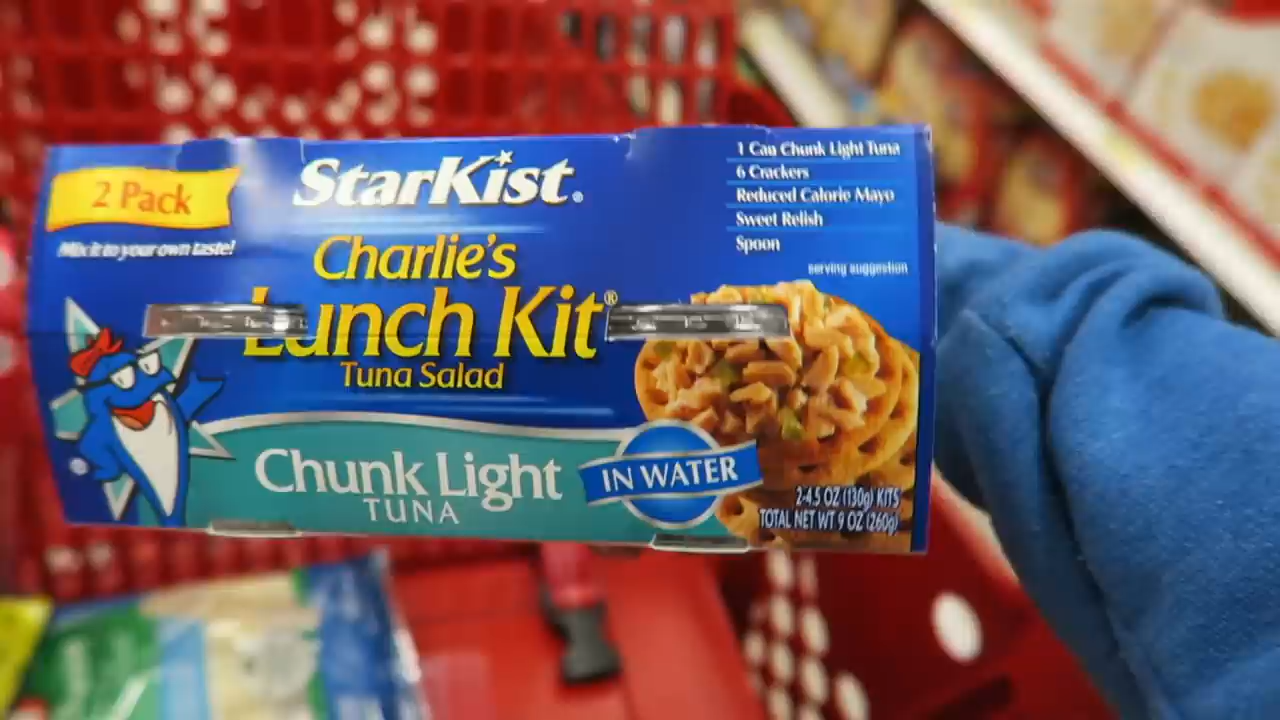 2 Pack
Mix it to your own taste!
StarKist®
Charlie's
Lunch Kit®
Tuna Salad
Chunk Light
TUNA
IN WATER
1 Can Chunk Light Tuna
6 Crackers
Reduced Calorie Mayo
Sweet Relish
Spoon
serving suggestion
2-4.5 OZ (130g) KITS
TOTAL NET WT 9 OZ (260g)